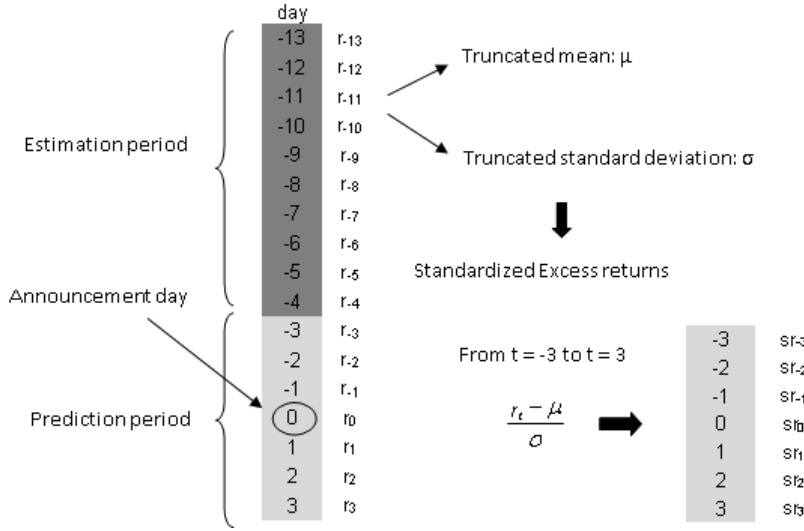 day
-13 r-13
-12 r-12
-11 r-11
-10 r-10
-9 r-9
-8 r-8
-7 r-7
-6 r-6
-5 r-5
-4 r-4
-3 r-3
-2 r-2
-1 r-1
0 r0
1 r1
2 r2
3 r3
Estimation period
Announcement day
Prediction period
Truncated mean: μ
Truncated standard deviation: σ
Standardized Excess returns
From t = -3 to t = 3
rt − μ
σ
-3 sr-3
-2 sr-2
-1 sr-1
0 sr0
1 sr1
2 sr2
3 sr3